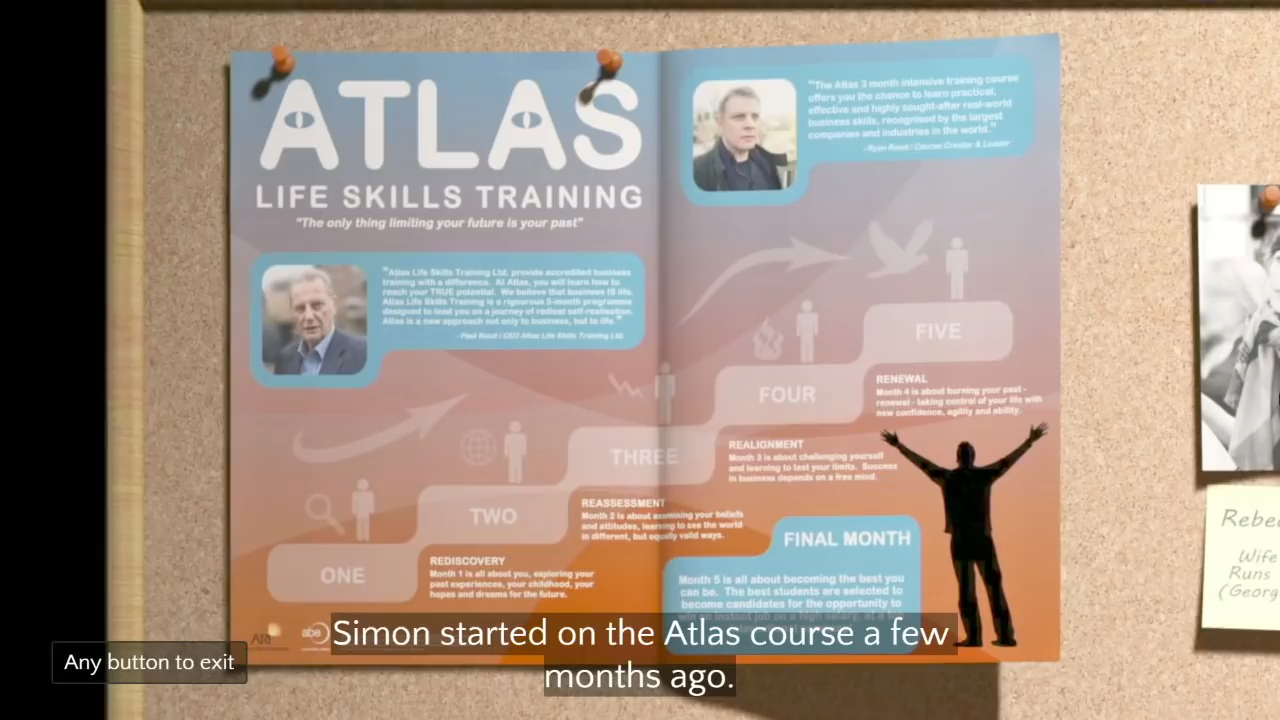 ATLAS
LIFE SKILLS TRAINING
"The only thing limiting your future is your past"
"Atlas Life Skills Training Ltd. provide accredited business
training with a difference. At Atlas, you will learn how to
reach your TRUE potential. We believe that business IS life.
Atlas Life Skills Training is a rigourous 5-month programme
designed to lead you on a journey of radical self-realisation.
Atlas is a new approach not only to business, but to life."
- Paul Rand / CEO Atlas Life Skills Training Ltd.
"The Atlas 3 month intensive training course
offers you the chance to learn practical,
effective and highly sought-after real-world
business skills, recognised by the largest
companies and industries in the world."
- Ryan Rand / Course Creator & Leader
FIVE
RENEWAL
Month 4 is about burning your past -
renewal - taking control of your life with
new confidence, agility and ability.
FOUR
REALIGNMENT
Month 3 is about challenging yourself
and learning to test your limits. Success
in business depends on a free mind.
THREE
REASSESSMENT
Month 2 is about examining your beliefs
and attitudes, learning to see the world
in different, but equally valid ways.
TWO
REDISCOVERY
Month 1 is all about you, exploring your
past experiences, your childhood, your
hopes and dreams for the future.
ONE
FINAL MONTH
Month 5 is all about becoming the best you
can be. The best students are selected to
become candidates for the opportunity to
abe
Rebe
Wife
Runs
(Georg
Simon started on the Atlas course a few
months ago.
Any button to exit